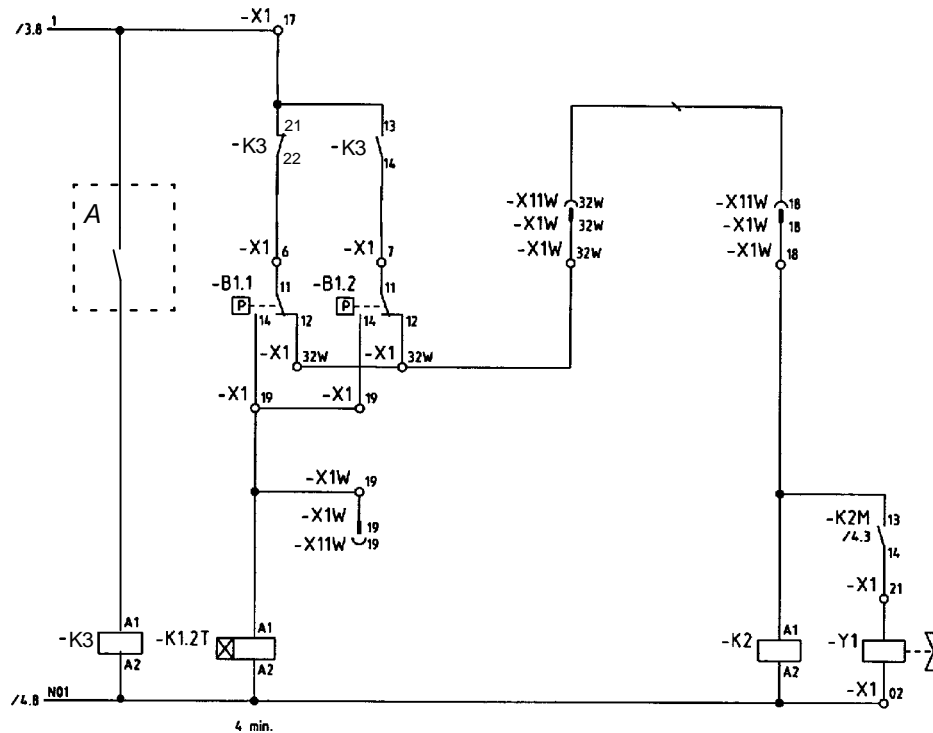 -X1 17
/3.8 1
21
-K3
22
13
-K3
14
A
-X11W 32W
-X1W 32W
-X1W 32W
-X11W 18
-X1W 18
-X1W 18
-X1 6
-X1 7
-B1.1
P
11
14
12
-B1.2
P
11
14
12
-X1 32W
-X1 32W
-X1 19
-X1 19
-X1W 19
-X1W 19
-X11W 19
-K2M 13
/4.3
14
-X1 21
-K3
A1
A2
-K1.2T
A1
A2
-K2
A1
A2
-Y1
-X1 02
/4.8 N01
4 min.